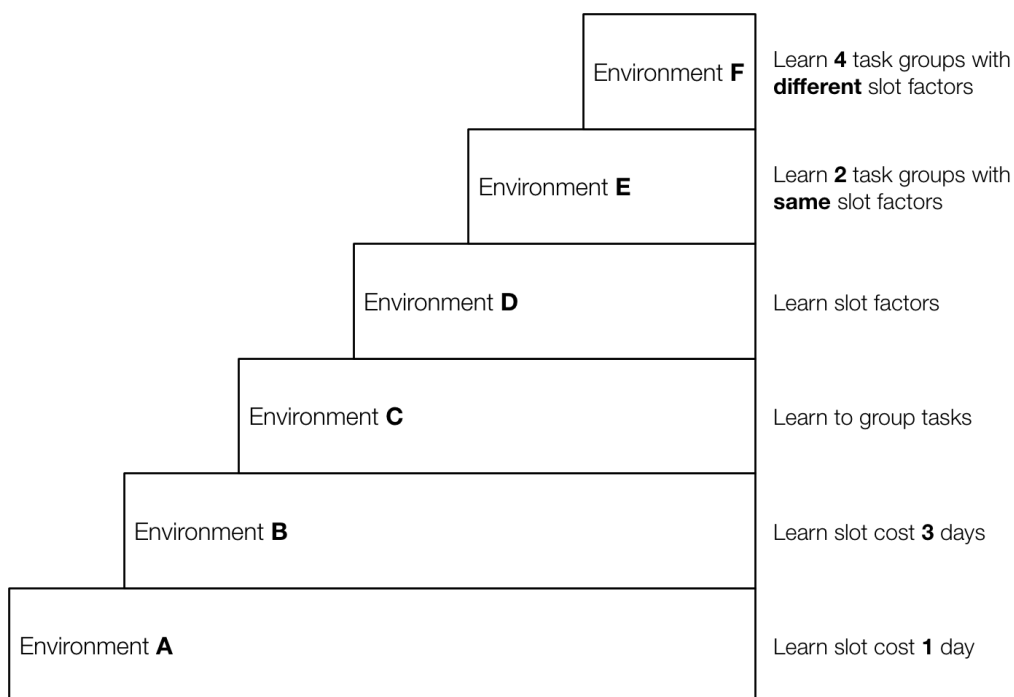 Environment F
Learn 4 task groups with
different slot factors
Environment E
Learn 2 task groups with
same slot factors
Environment D
Learn slot factors
Environment C
Learn to group tasks
Environment B
Learn slot cost 3 days
Environment A
Learn slot cost 1 day